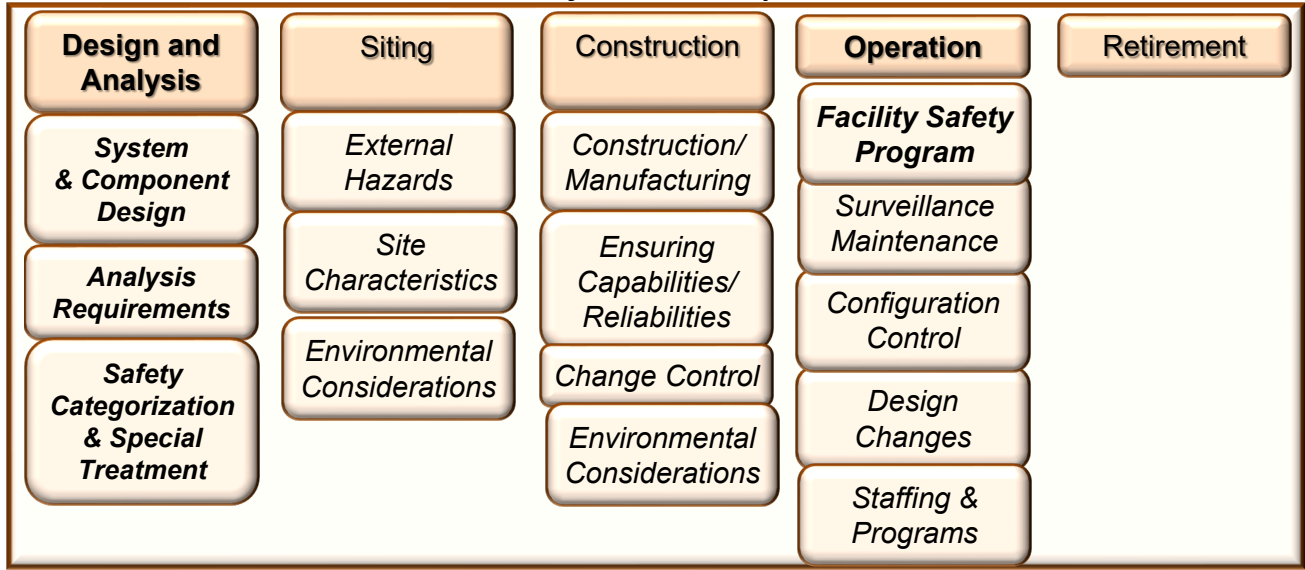 Design and
Analysis
System
& Component
Design
Analysis
Requirements
Safety
Categorization
& Special
Treatment
Siting
External
Hazards
Site
Characteristics
Environmental
Considerations
Construction
Construction/
Manufacturing
Ensuring
Capabilities/
Reliabilities
Change Control
Environmental
Considerations
Operation
Facility Safety
Program
Surveillance
Maintenance
Configuration
Control
Design
Changes
Staffing &
Programs
Retirement